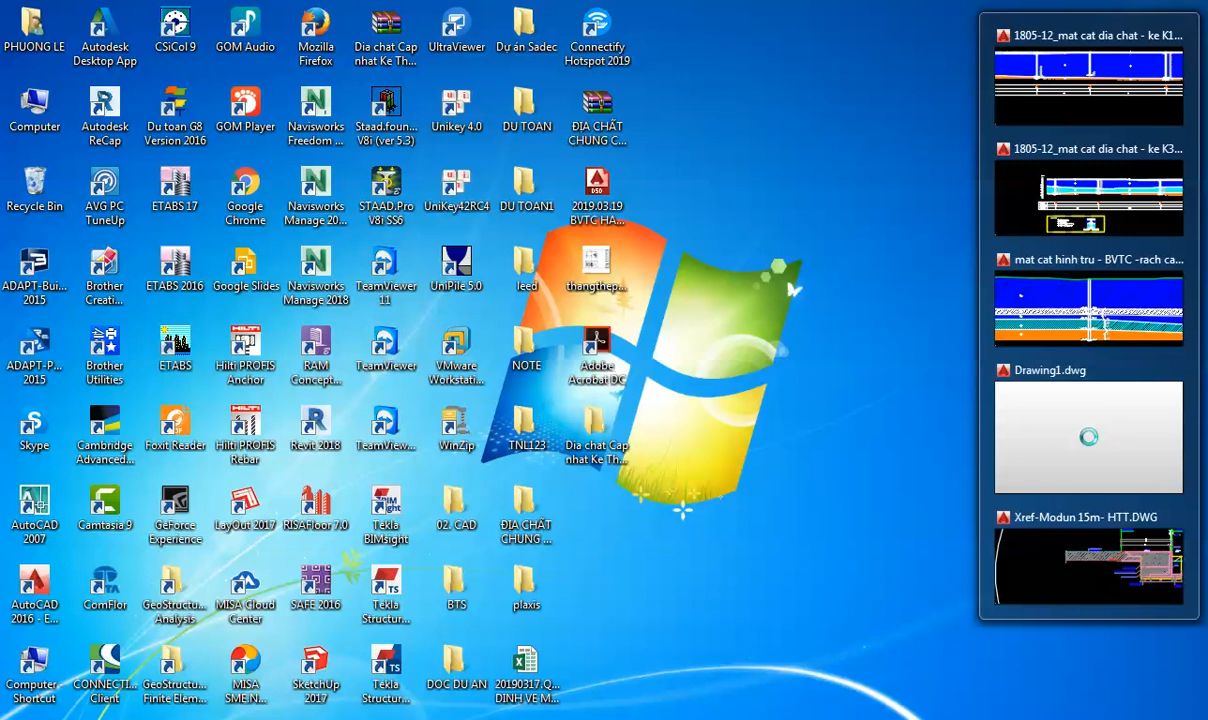 PHUONG LE
Autodesk
Desktop App
CSiCol 9
GOM Audio
Mozilla
Firefox
Dia chat Cap
nhat Ke Th...
UltraViewer
Dự án Sadec
Connectify
Hotspot 2019
Computer
Autodesk
ReCap
Du toan G8
Version 2016
GOM Player
Navisworks
Freedom ...
Staad.foun...
V8i (ver 5.3)
Unikey 4.0
DU TOAN
ĐIA CHẤT
CHUNG C...
Recycle Bin
AVG PC
TuneUp
ETABS 17
Google
Chrome
Navisworks
Manage 20...
STAAD.Pro
V8i SS6
UniKey42RC4
DU TOAN1
2019.03.19
BVTC HA...
ADAPT-Bui...
2015
Brother
Creati...
ETABS 2016
Google Slides
Navisworks
Manage 2018
TeamViewer
11
UniPile 5.0
leed
thangthep...
ADAPT-P...
2015
Brother
Utilities
ETABS
Hilti PROFIS
Anchor
RAM
Concept...
TeamViewer
VMware
Workstati...
NOTE
Adobe
Acrobat DC
Skype
Cambridge
Advanced...
Foxit Reader
Hilti PROFIS
Rebar
Revit 2018
TeamView...
WinZip
TNL123
Dia chat Cap
nhat Ke Th...
AutoCAD
2007
Camtasia 9
GeForce
Experience
LayOut 2017
RISAFloor 7.0
Tekla
BIMsight
02. CAD
ĐIA CHẤT
CHUNG ...
AutoCAD
2016 - E...
ComFlor
GeoStructu...
Analysis
MISA Cloud
Center
SAFE 2016
Tekla
Structur...
BTS
plaxis
Computer
Shortcut
CONNECTI...
Client
GeoStructu...
Finite Elem...
MISA
SME.N...
SketchUp
2017
Tekla
Structur...
DOC DU AN
20190317.Q...
DINH VE M...
1805-12_mat cat dia chat - ke K1...
1805-12_mat cat dia chat - ke K3...
mat cat hinh tru - BVTC -rach ca...
Drawing1.dwg
Xref-Modun 15m- HTT.DWG